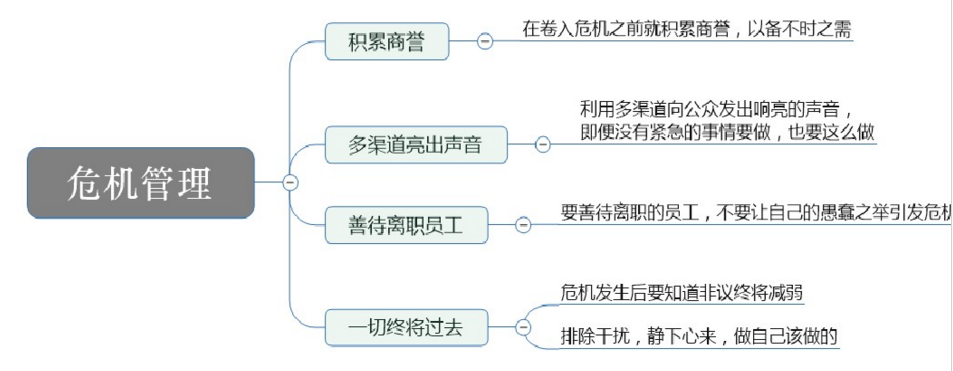 危机管理
积累商誉
在卷入危机之前就积累商誉，以备不时之需
多渠道亮出声音
利用多渠道向公众发出响亮的声音，
即便没有紧急的事情要做，也要这么做
善待离职员工
要善待离职的员工，不要让自己的愚蠢之举引发危机
一切终将过去
危机发生后要知道非议终将减弱
排除干扰，静下心来，做自己该做的